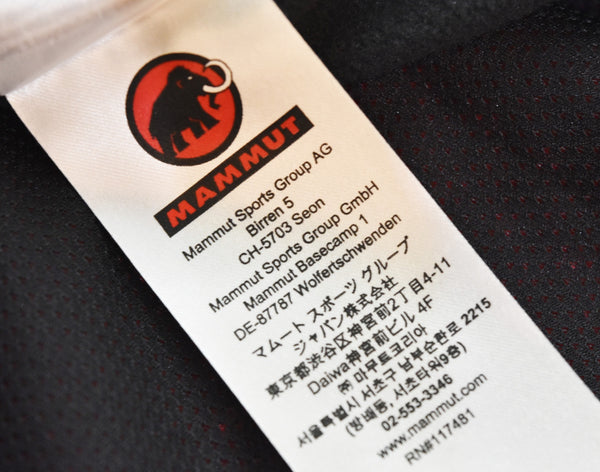 MAMMUT
Mammut Sports Group AG
Birren 5
CH-5703 Seon
Mammut Sports Group GmbH
Mammut Basecamp 1
DE-87787 Wolfertschwenden
マムート スポーツ グループ
ジャパン株式会社
東京都渋谷区神宮前2丁目4-11
Daiwa神宮前ビル 4F
㈜ 마무트코리아
서울특별시 서초구 남부순환로 2215
(방배동, 서초타워9층)
02-553-3346
www.mammut.com
RN#117481